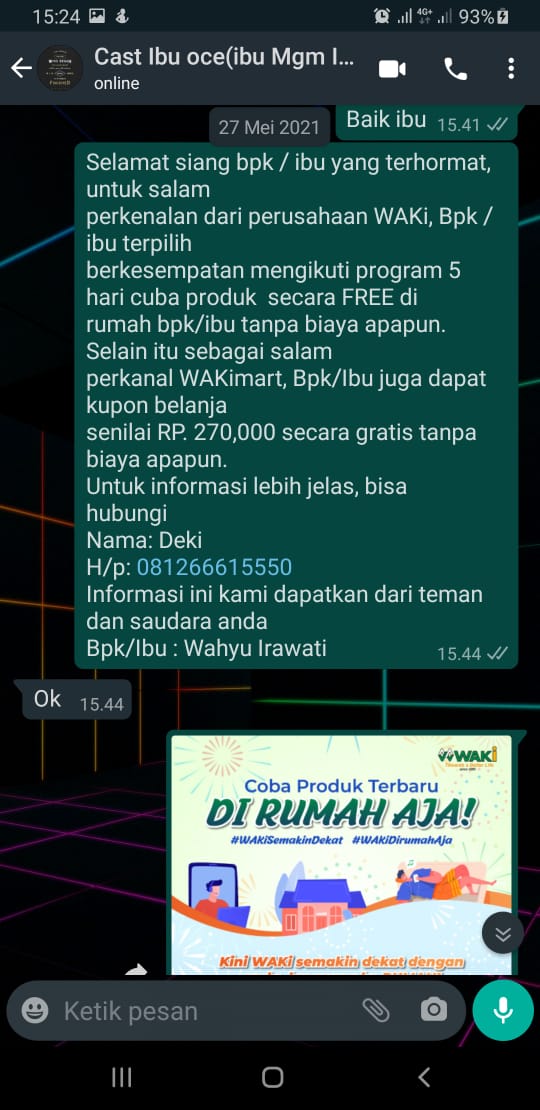 15:24
4G+
93%
Cast Ibu oce(ibu Mgm I...
online
27 Mei 2021
Baik ibu 15.41
Selamat siang bpk / ibu yang terhormat,
untuk salam
perkenalan dari perusahaan WAKi, Bpk /
ibu terpilih
berkesempatan mengikuti program 5
hari cuba produk secara FREE di
rumah bpk/ibu tanpa biaya apapun.
Selain itu sebagai salam
perkanal WAKimart, Bpk/Ibu juga dapat
kupon belanja
senilai RP. 270,000 secara gratis tanpa
biaya apapun.
Untuk informasi lebih jelas, bisa
hubungi
Nama: Deki
H/p: 081266615550
Informasi ini kami dapatkan dari teman
dan saudara anda
Bpk/Ibu : Wahyu Irawati 15.44
Ok 15.44
WAKi
Coba Produk Terbaru
DI RUMAH AJA!
#WAKiSemakinDekat #WAKiDirumahAja
Kini WAKi semakin dekat dengan
Ketik pesan